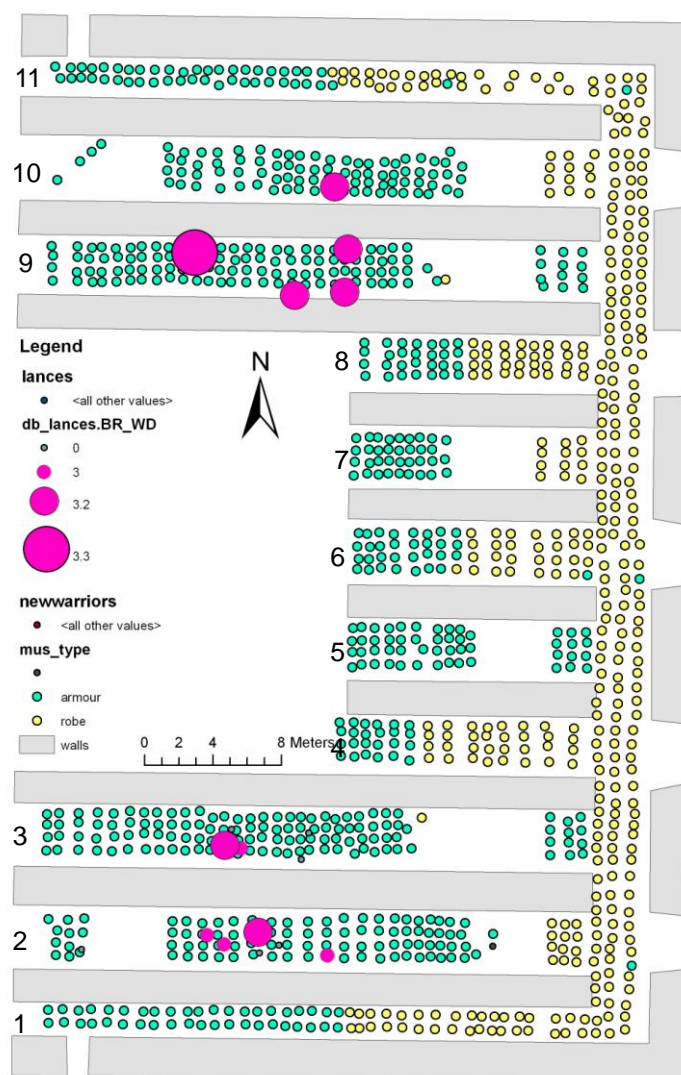 11
10
9
Legend
lances
<all other values>
db_lances.BR_WD
0
3
3.2
3.3
newwarriors
<all other values>
mus_type
armour
robe
walls
N
8
7
6
5
0 2 4 8 Meters
4
3
2
1